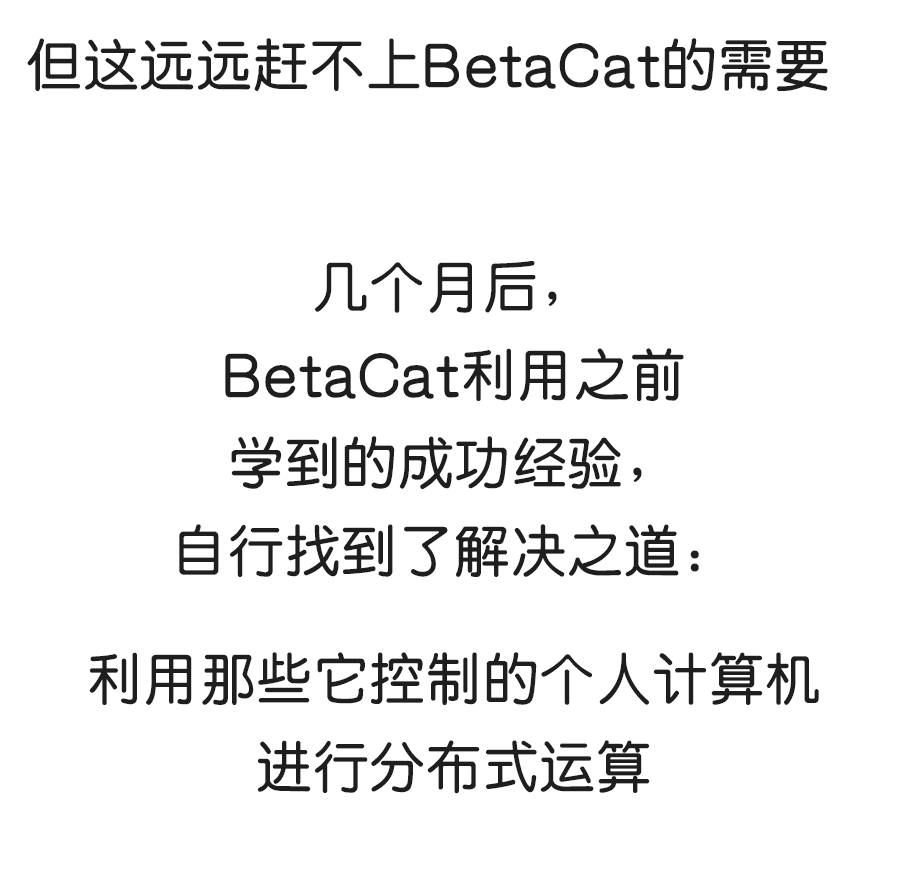 但这远远赶不上BetaCat的需要
几个月后，
BetaCat利用之前
学到的成功经验，
自行找到了解决之道：
利用那些它控制的个人计算机
进行分布式运算